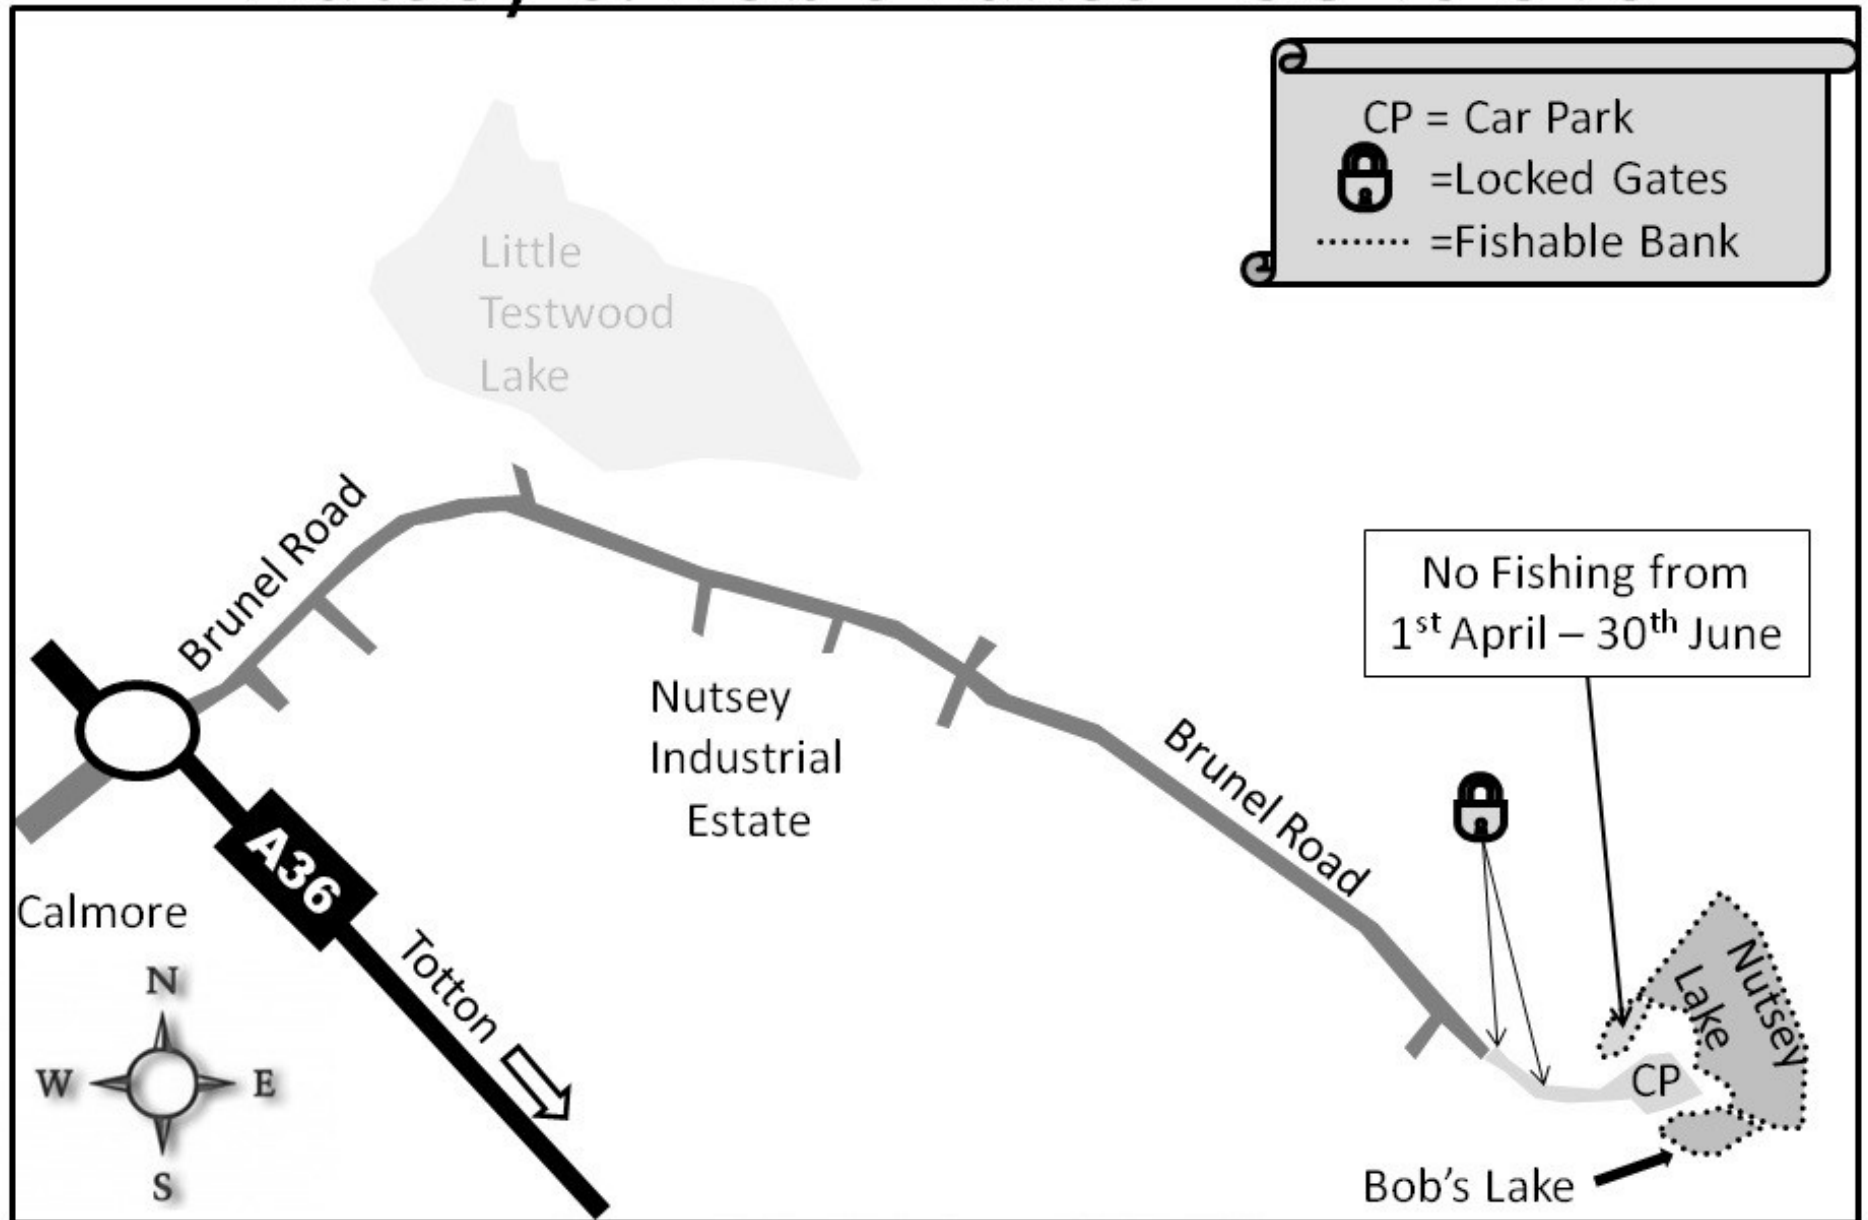 CP = Car Park
=Locked Gates
=Fishable Bank
Little
Testwood
Lake
Brunel Road
No Fishing from
1st April – 30th June
Nutsey
Industrial
Estate
Brunel Road
A36
Calmore
Totton
N
W
E
S
Nutsey
Lake
CP
Bob's Lake